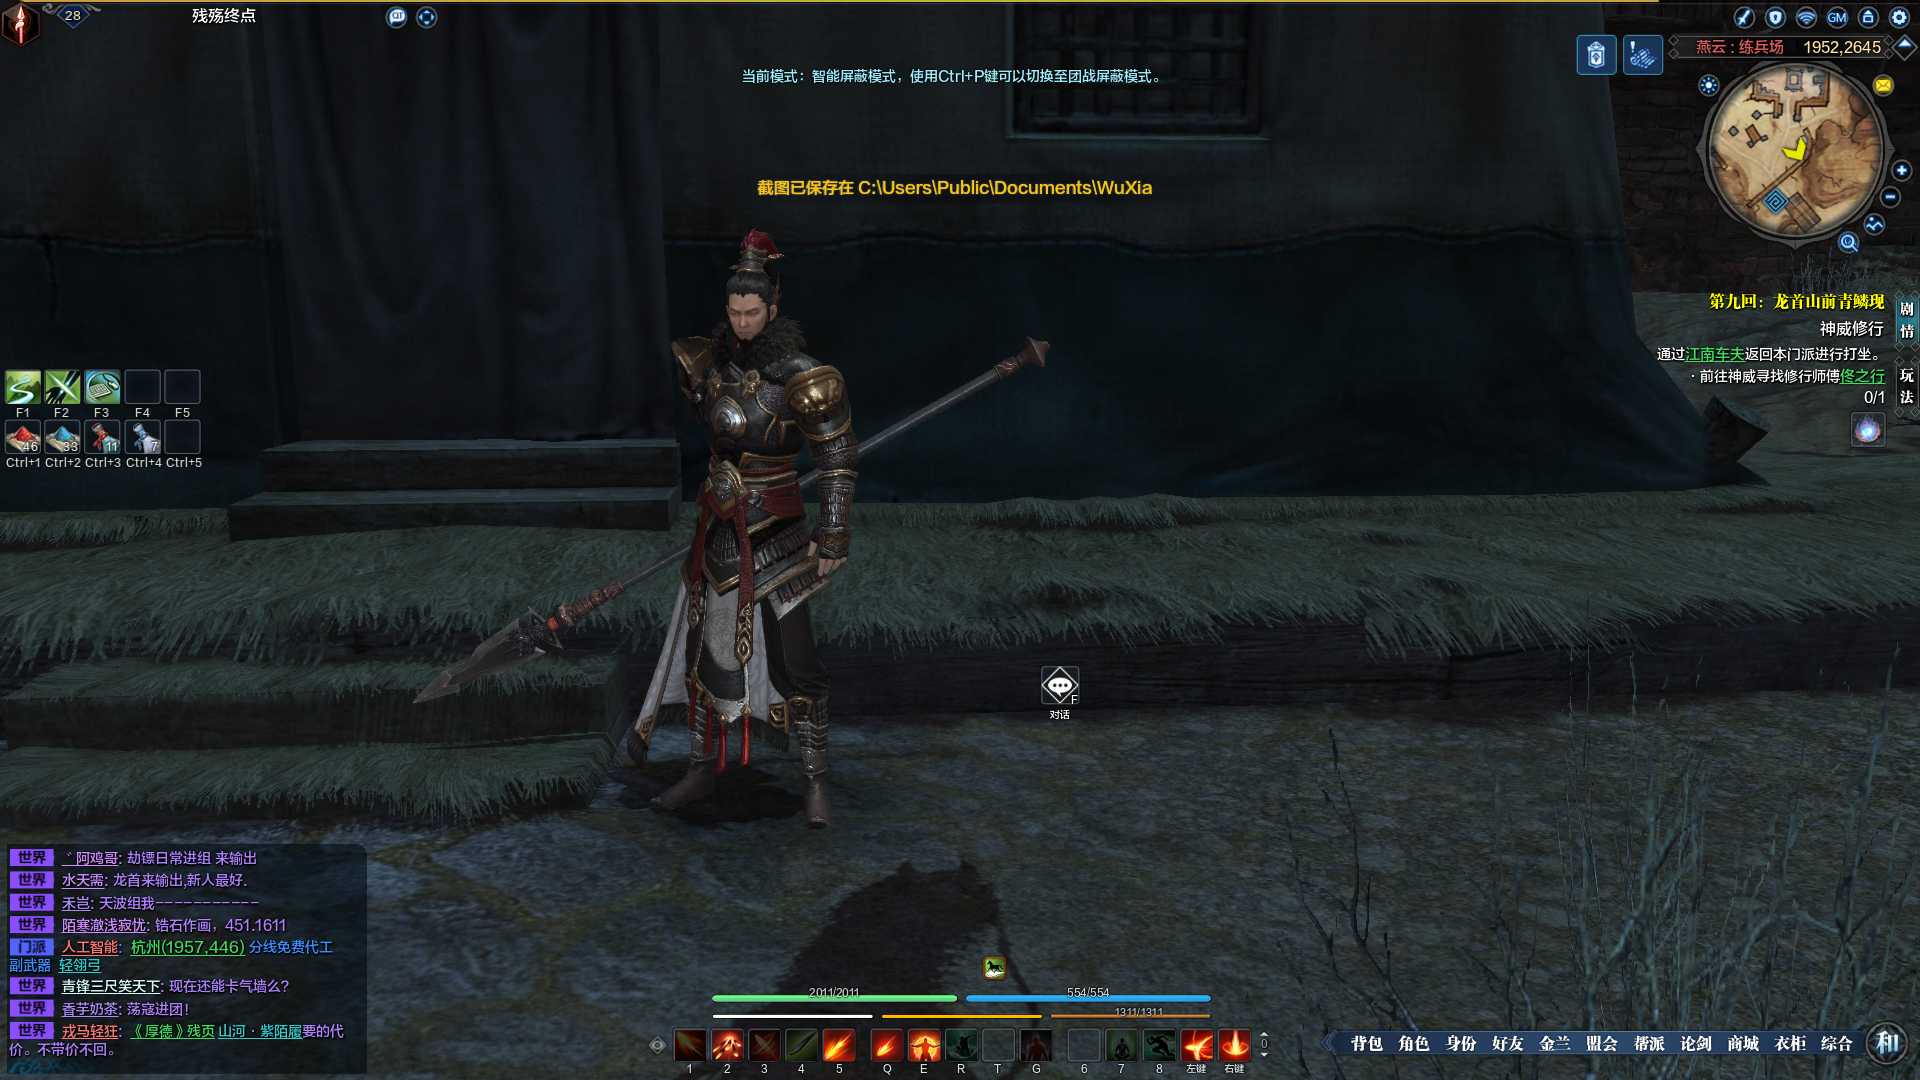 28
残殇终点
GM
燕云 : 练兵场 1952,2645
当前模式：智能屏蔽模式，使用Ctrl+P键可以切换至团战屏蔽模式。
截图已保存在 C:\Users\Public\Documents\WuXia
第九回：龙首山前青鳞现
神威修行
通过江南车夫返回本门派进行打坐。
· 前往神威寻找修行师傅佟之行
0/1
剧情
玩法
F1 F2 F3 F4 F5
46 33 11 7
Ctrl+1 Ctrl+2 Ctrl+3 Ctrl+4 Ctrl+5
F
对话
世界 ゛阿鸡哥: 劫镖日常进组 来输出
世界 水天需: 龙首来输出,新人最好.
世界 禾岂: 天波组我-----------
世界 陌寒澈浅寂忧: 锆石作画，451.1611
门派 人工智能: 杭州(1957,446) 分线免费代工
副武器 轻翎弓
世界 青锋三尺笑天下: 现在还能卡气墙么?
世界 香芋奶茶: 荡寇进团！
世界 戎马轻狂: 《厚德》残页 山河 · 紫陌履要的代
价。不带价不回。
2011/2011 554/554
1311/1311
1 2 3 4 5 Q E R T G 6 7 8 左键 右键
0
背包 角色 身份 好友 金兰 盟会 帮派 论剑 商城 衣柜 综合
和